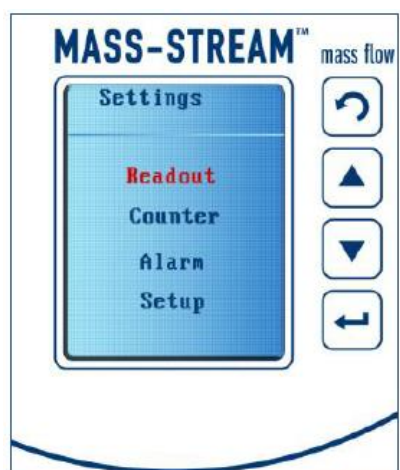 MASS-STREAM™ mass flow
Settings
Readout
Counter
Alarm
Setup